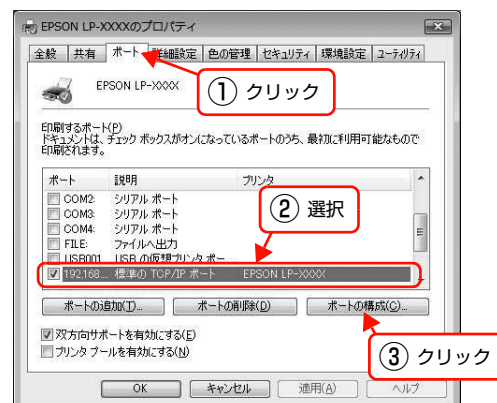 EPSON LP-XXXXのプロパティ
全般 共有 ポート 詳細設定 色の管理 セキュリティ 環境設定 ユーティリティ
EPSON LP-XXXX
① クリック
印刷するポート(P)
ドキュメントは、チェック ボックスがオンになっているポートのうち、最初に利用可能なもので
印刷されます。
ポート 説明 プリンタ
COM2: シリアル ポート
COM3: シリアル ポート
COM4: シリアル ポート
② 選択
FILE: ファイルへ出力
USB001 USB の仮想プリンタ ポー...
192.168... 標準の TCP/IP ポート EPSON LP-XXXX
ポートの追加(T)... ポートの削除(D) ポートの構成(C)...
双方向サポートを有効にする(E)
プリンタ プールを有効にする(N)
③ クリック
OK キャンセル 適用(A) ヘルプ